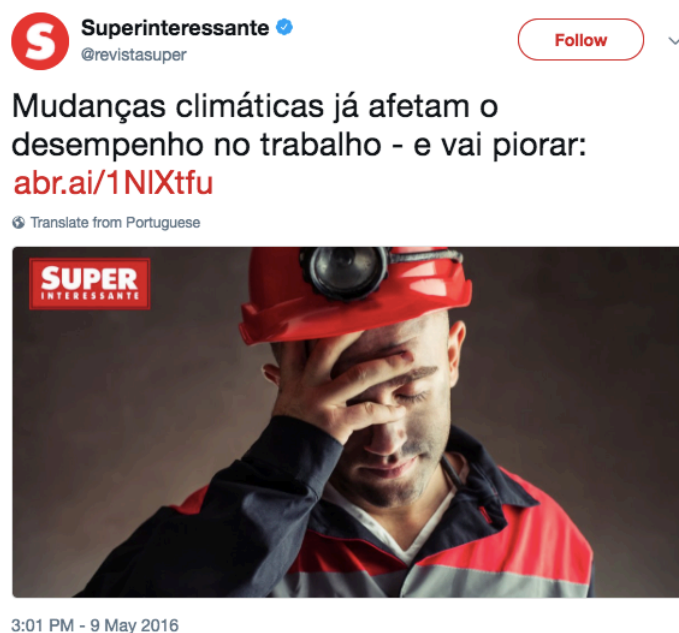 Superinteressante
@revistasuper
Follow
Mudanças climáticas já afetam o
desempenho no trabalho - e vai piorar:
abr.ai/1NlXtfu
Translate from Portuguese
SUPER
INTERESSANTE
3:01 PM - 9 May 2016